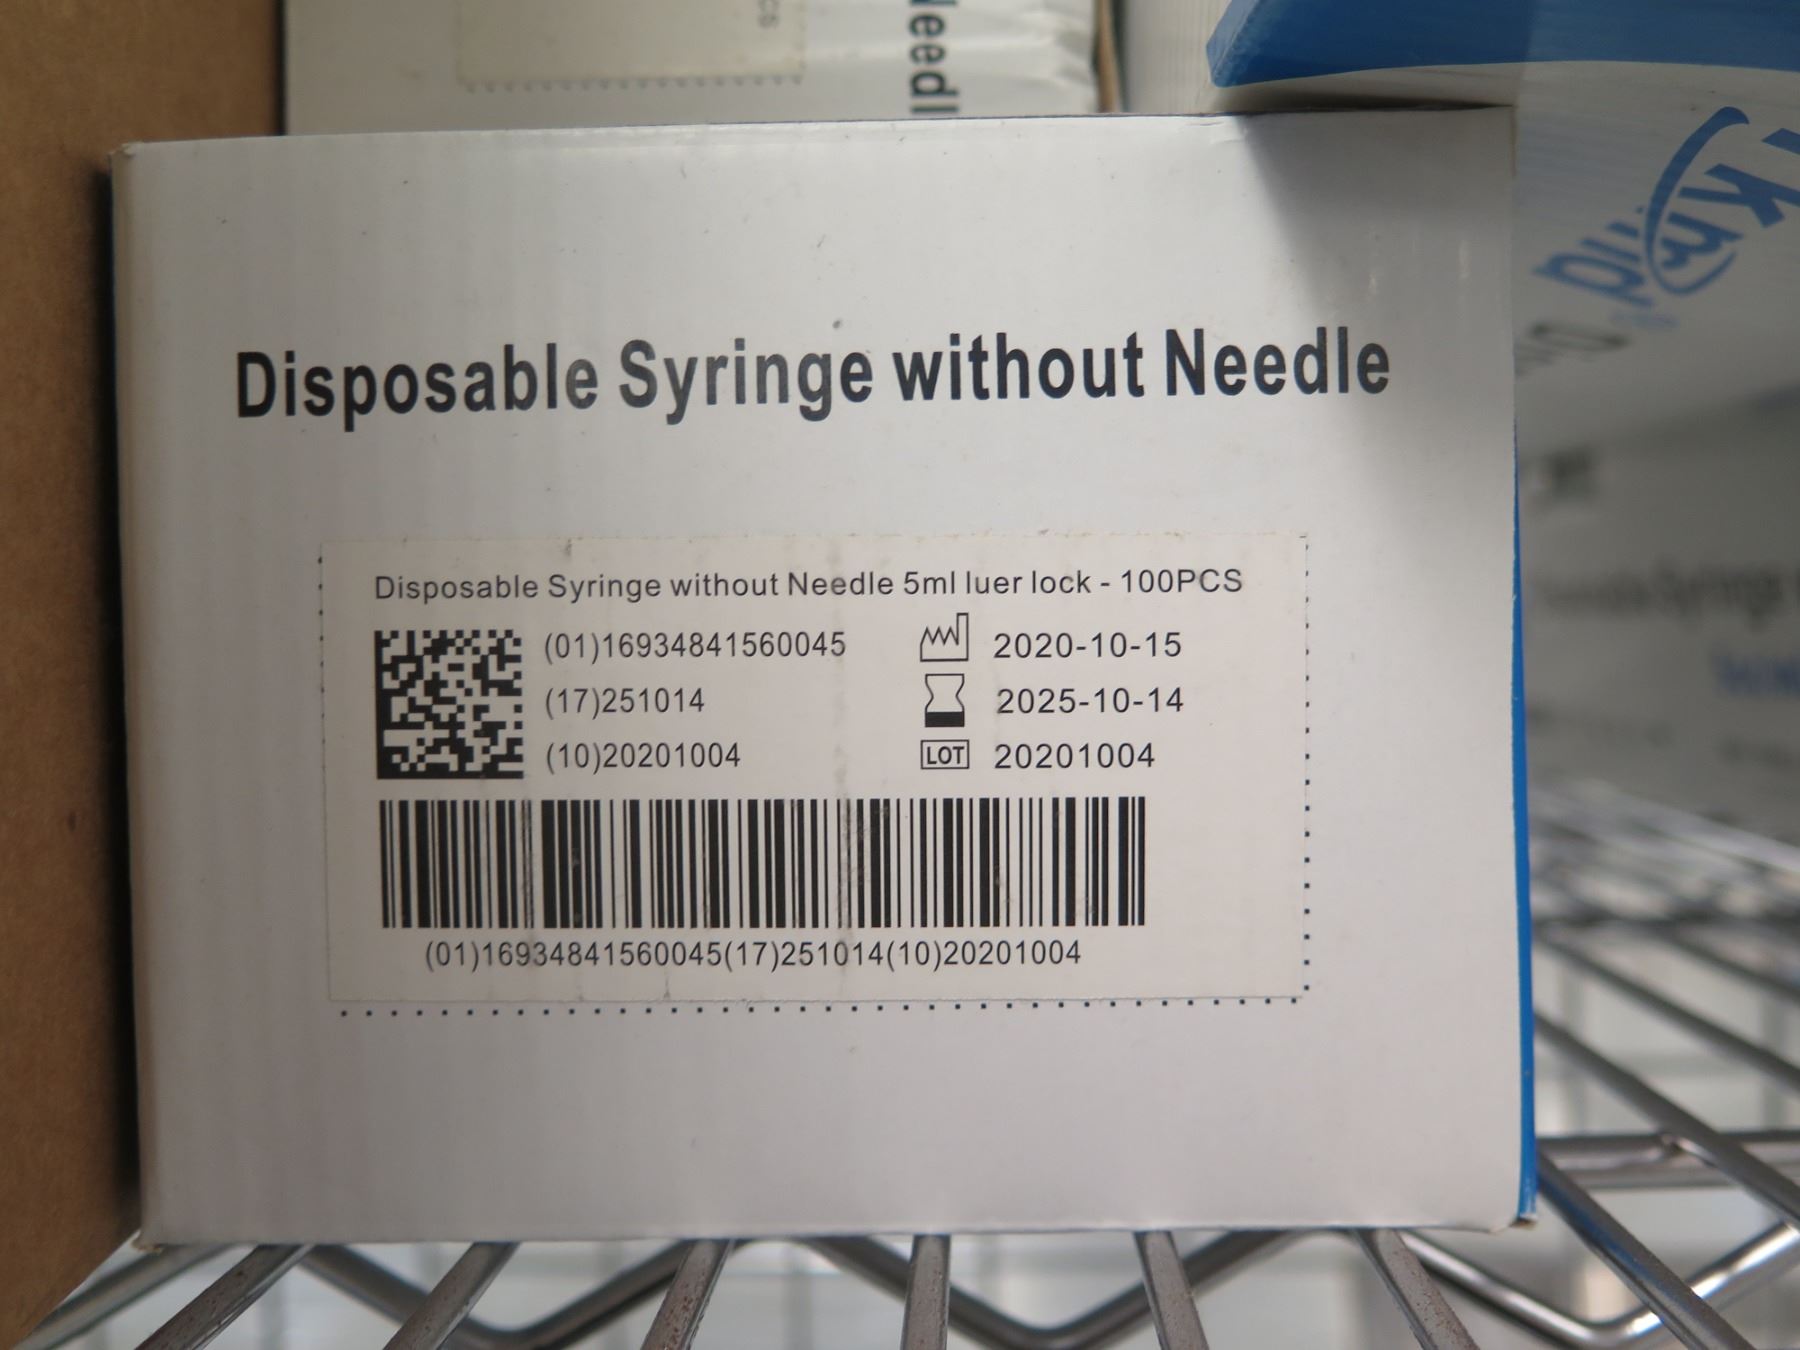 Needl
Disposable Syringe without Needle
Disposable Syringe without Needle 5ml luer lock - 100PCS
(01)16934841560045
2020-10-15
(17)251014
2025-10-14
(10)20201004
LOT 20201004
(01)16934841560045(17)251014(10)20201004